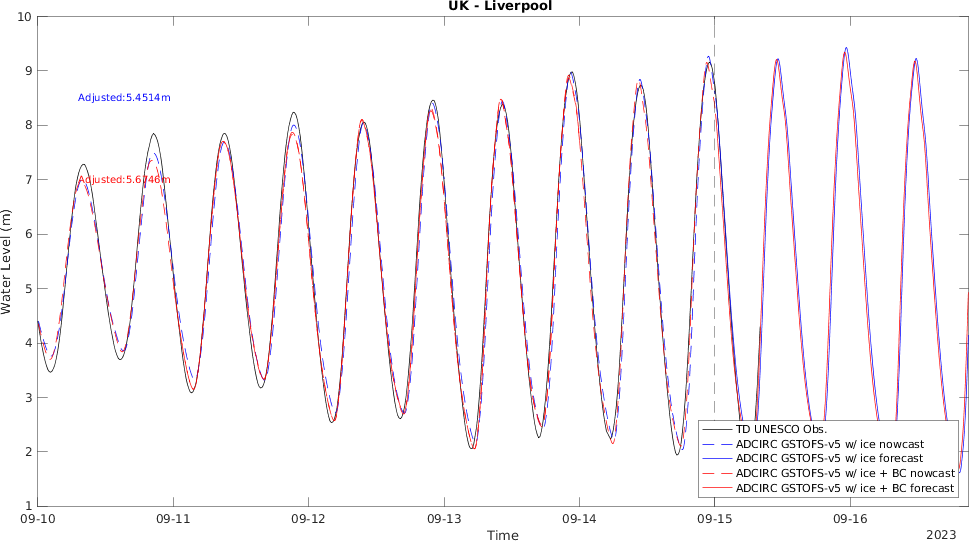 UK - Liverpool
10
9
8
7
6
5
4
3
2
1
Water Level (m)
Adjusted:5.4514m
Adjusted:5.6746m
TD UNESCO Obs.
ADCIRC GSTOFS-v5 w/ ice nowcast
ADCIRC GSTOFS-v5 w/ ice forecast
ADCIRC GSTOFS-v5 w/ ice + BC nowcast
ADCIRC GSTOFS-v5 w/ ice + BC forecast
09-10 09-11 09-12 09-13 09-14 09-15 09-16
Time
2023